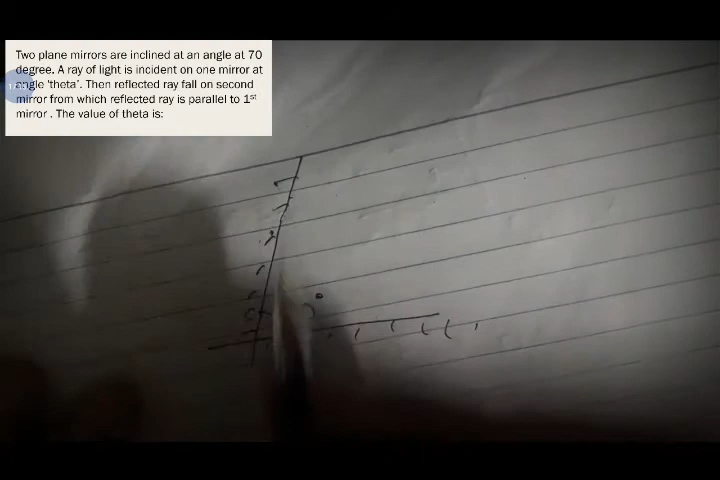 Two plane mirrors are inclined at an angle at 70
degree. A ray of light is incident on one mirror at
angle 'theta'. Then reflected ray fall on second
mirror from which reflected ray is parallel to 1st
mirror . The value of theta is: